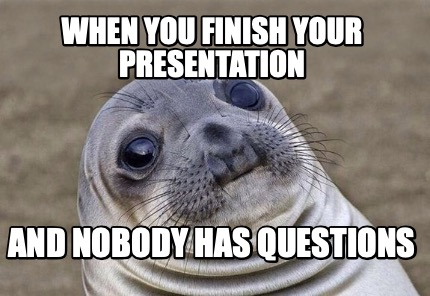 WHEN YOU FINISH YOUR
PRESENTATION
AND NOBODY HAS QUESTIONS